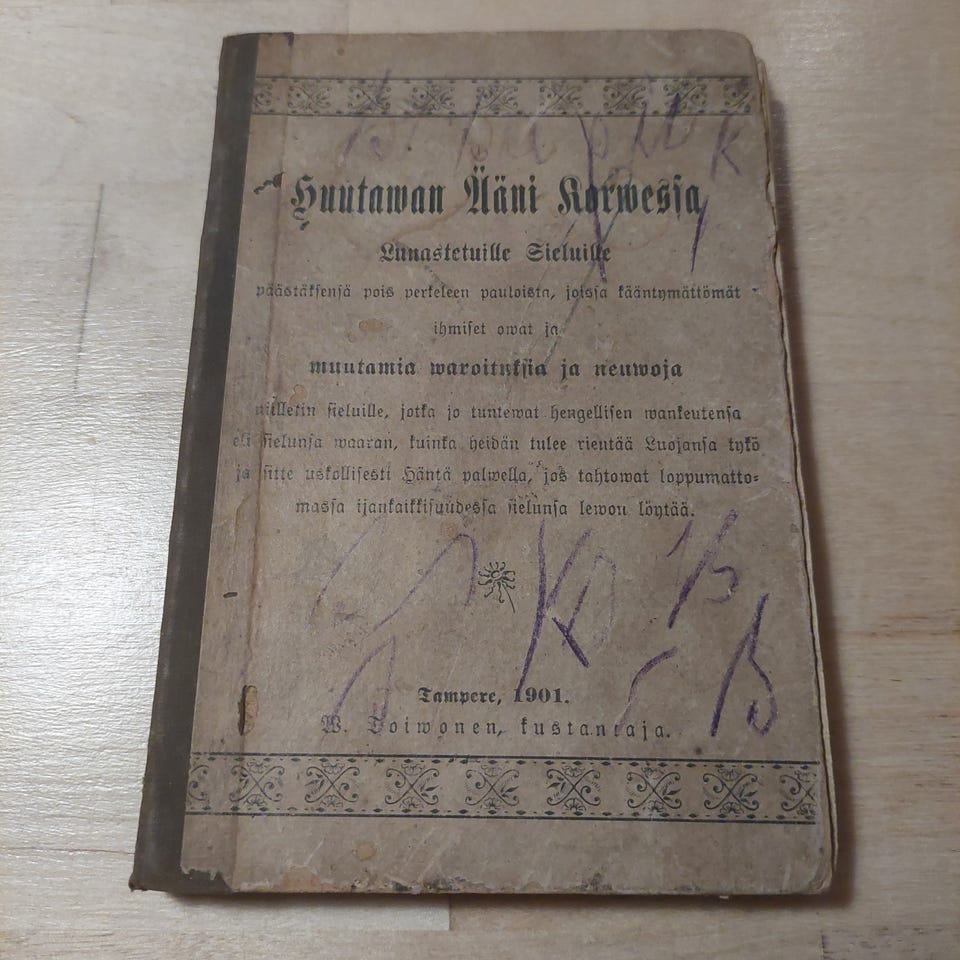 Huutawan Ääni Korwessa
Lunastetuille Sieluille
päästäksensä pois perkeleen pauloista, joissa kääntymättömät
ihmiset owat ja
muutamia waroituksia ja neuwoja
niilletin sieluille, jotka jo tuntewat hengellisen wankeutensa
eli sielunsa waaran, kuinka heidän tulee rientää Luojansa tykö
ja sitte uskollisesti Häntä palwella, jos tahtowat loppumatto-
massa ijankaikkisuudessa sielunsa lewon löytää.
Tampere, 1901.
W. Toiwonen, kustantaja.